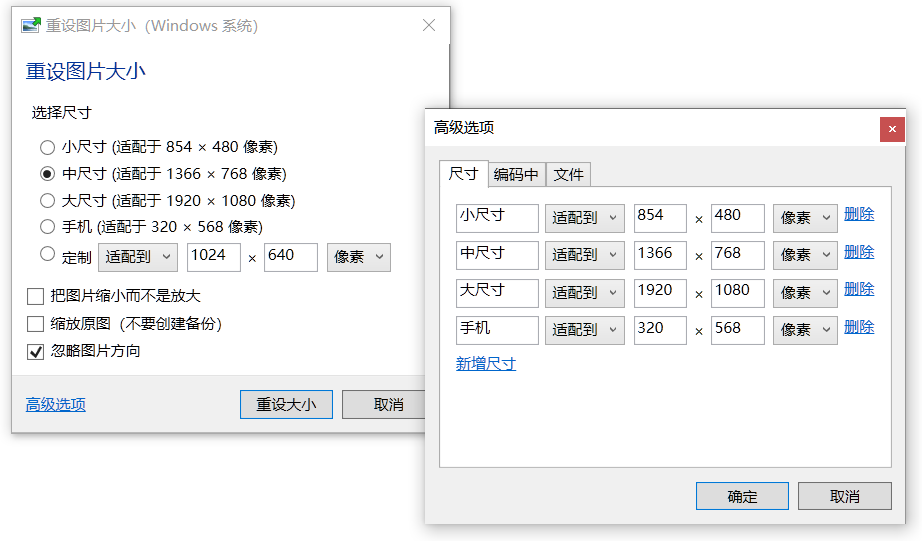 重设图片大小（Windows 系统）
重设图片大小
选择尺寸
小尺寸 (适配于 854 × 480 像素)
中尺寸 (适配于 1366 × 768 像素)
大尺寸 (适配于 1920 × 1080 像素)
手机 (适配于 320 × 568 像素)
定制 适配到 1024 × 640 像素
把图片缩小而不是放大
缩放原图（不要创建备份）
忽略图片方向
高级选项 重设大小 取消
高级选项
尺寸 编码中 文件
小尺寸 适配到 854 × 480 像素 删除
中尺寸 适配到 1366 × 768 像素 删除
大尺寸 适配到 1920 × 1080 像素 删除
手机 适配到 320 × 568 像素 删除
新增尺寸
确定 取消